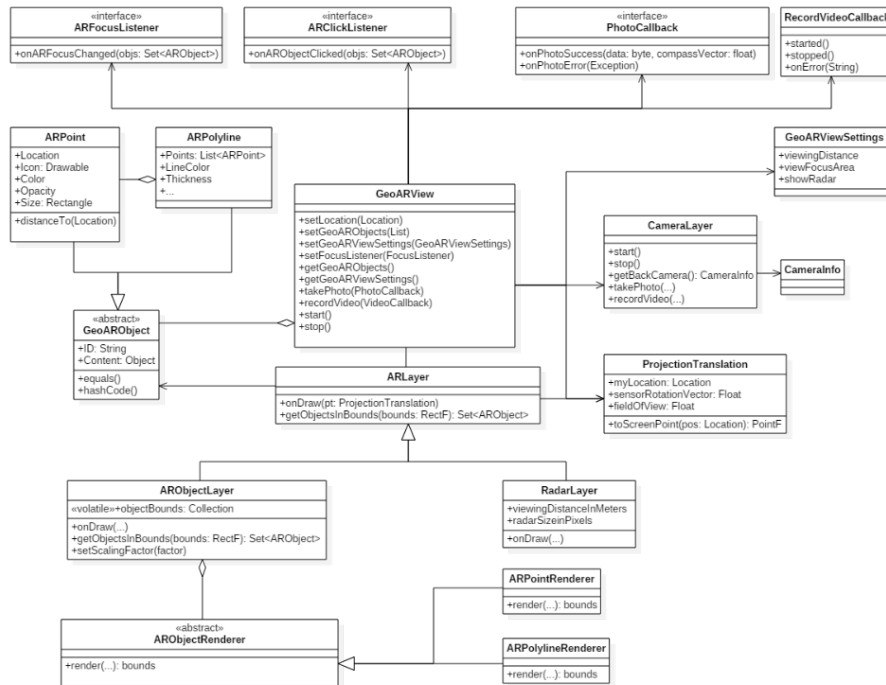 «interface»
ARFocusListener
+onARFocusChanged(objs: Set<ARObject>)
«interface»
ARClickListener
+onARObjectClicked(objs: Set<ARObject>)
«interface»
PhotoCallback
+onPhotoSuccess(data: byte, compassVector: float)
+onPhotoError(Exception)
RecordVideoCallback
+started()
+stopped()
+onError(String)
ARPoint
+Location
+Icon: Drawable
+Color
+Opacity
+Size: Rectangle
+distanceTo(Location)
ARPolyline
+Points: List<ARPoint>
+LineColor
+Thickness
+...
GeoARView
+setLocation(Location)
+setGeoARObjects(List)
+setGeoARViewSettings(GeoARViewSettings)
+setFocusListener(FocusListener)
+getGeoARObjects()
+getGeoARViewSettings()
+takePhoto(PhotoCallback)
+recordVideo(VideoCallback)
+start()
+stop()
GeoARViewSettings
+viewingDistance
+viewFocusArea
+showRadar
CameraLayer
+start()
+stop()
+getBackCamera(): CameraInfo
+takePhoto(...)
+recordVideo(...)
CameraInfo
«abstract»
GeoARObject
+ID: String
+Content: Object
+equals()
+hashCode()
ARLayer
+onDraw(pt: ProjectionTranslation)
+getObjectsInBounds(bounds: RectF): Set<ARObject>
ProjectionTranslation
+myLocation: Location
+sensorRotationVector: Float
+fieldOfView: Float
+toScreenPoint(pos: Location): PointF
ARObjectLayer
«volatile»+objectBounds: Collection
+onDraw(...)
+getObjectsInBounds(bounds: RectF): Set<ARObject>
+setScalingFactor(factor)
RadarLayer
+viewingDistanceInMeters
+radarSizeinPixels
+onDraw(...)
«abstract»
ARObjectRenderer
+render(...): bounds
ARPointRenderer
+render(...): bounds
ARPolylineRenderer
+render(...): bounds